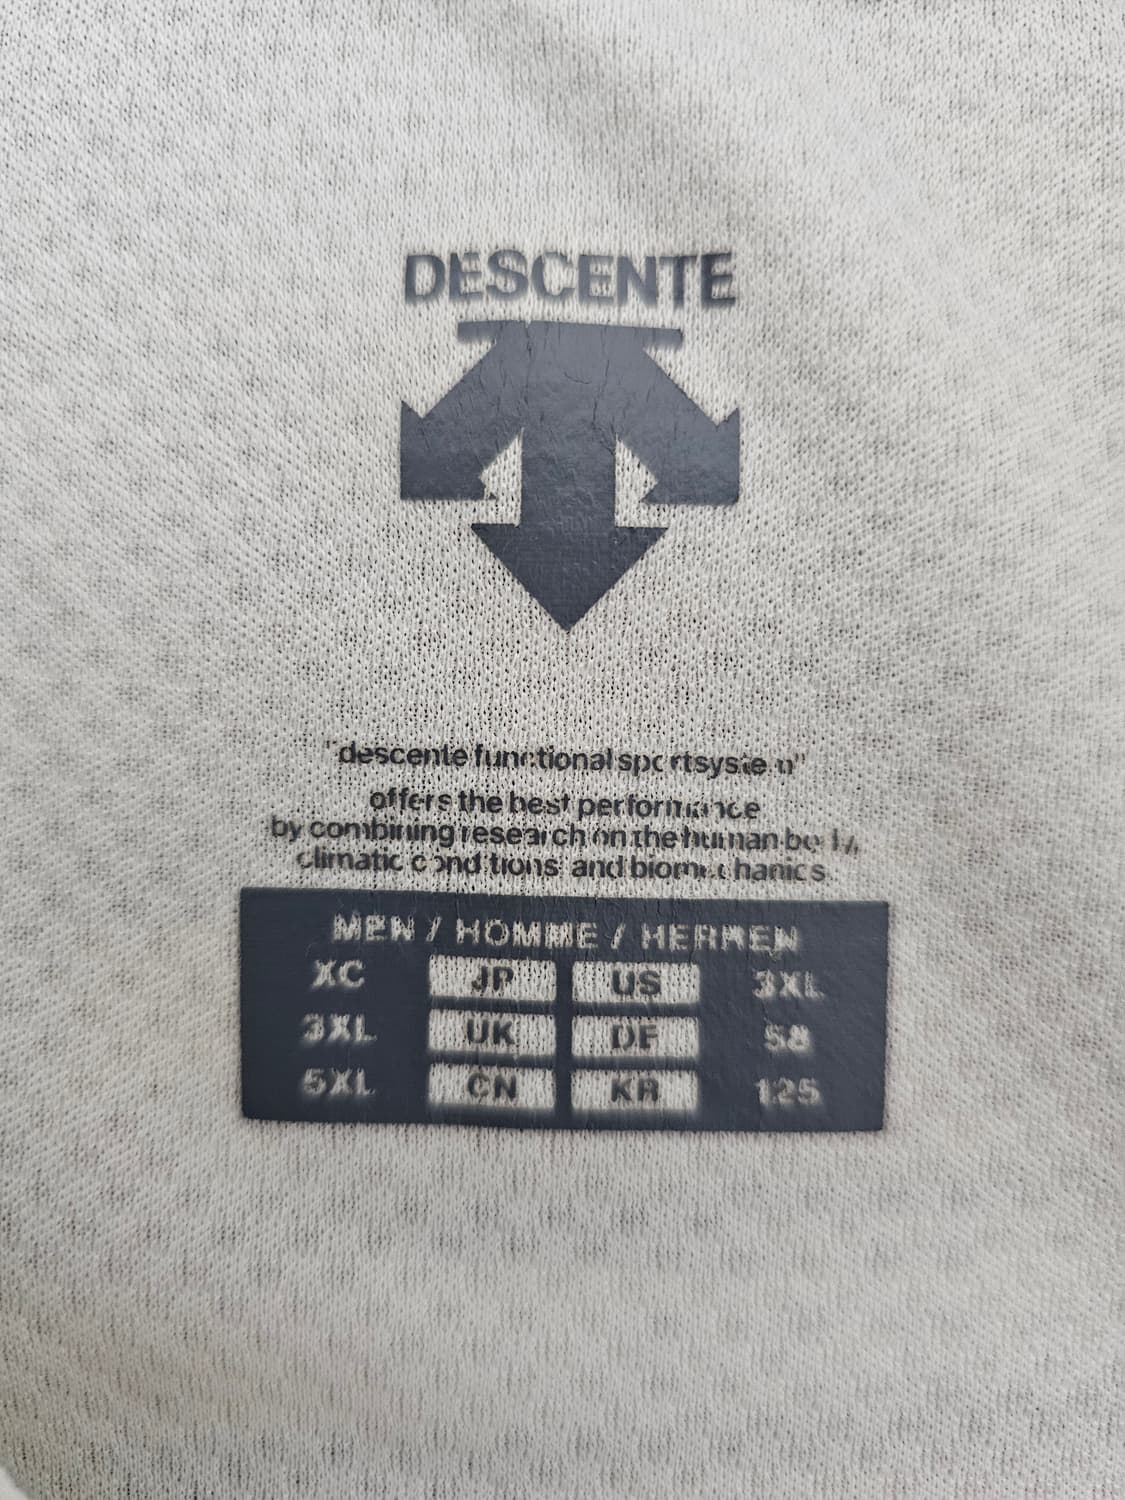 DESCENTE
"descente functional sportsystem"
offers the best performance
by combining research on the human body,
climatic conditions and biomechanics.
MEN / HOMME / HERREN
XC JP US 3XL
3XL UK DE 58
5XL CN KR 125